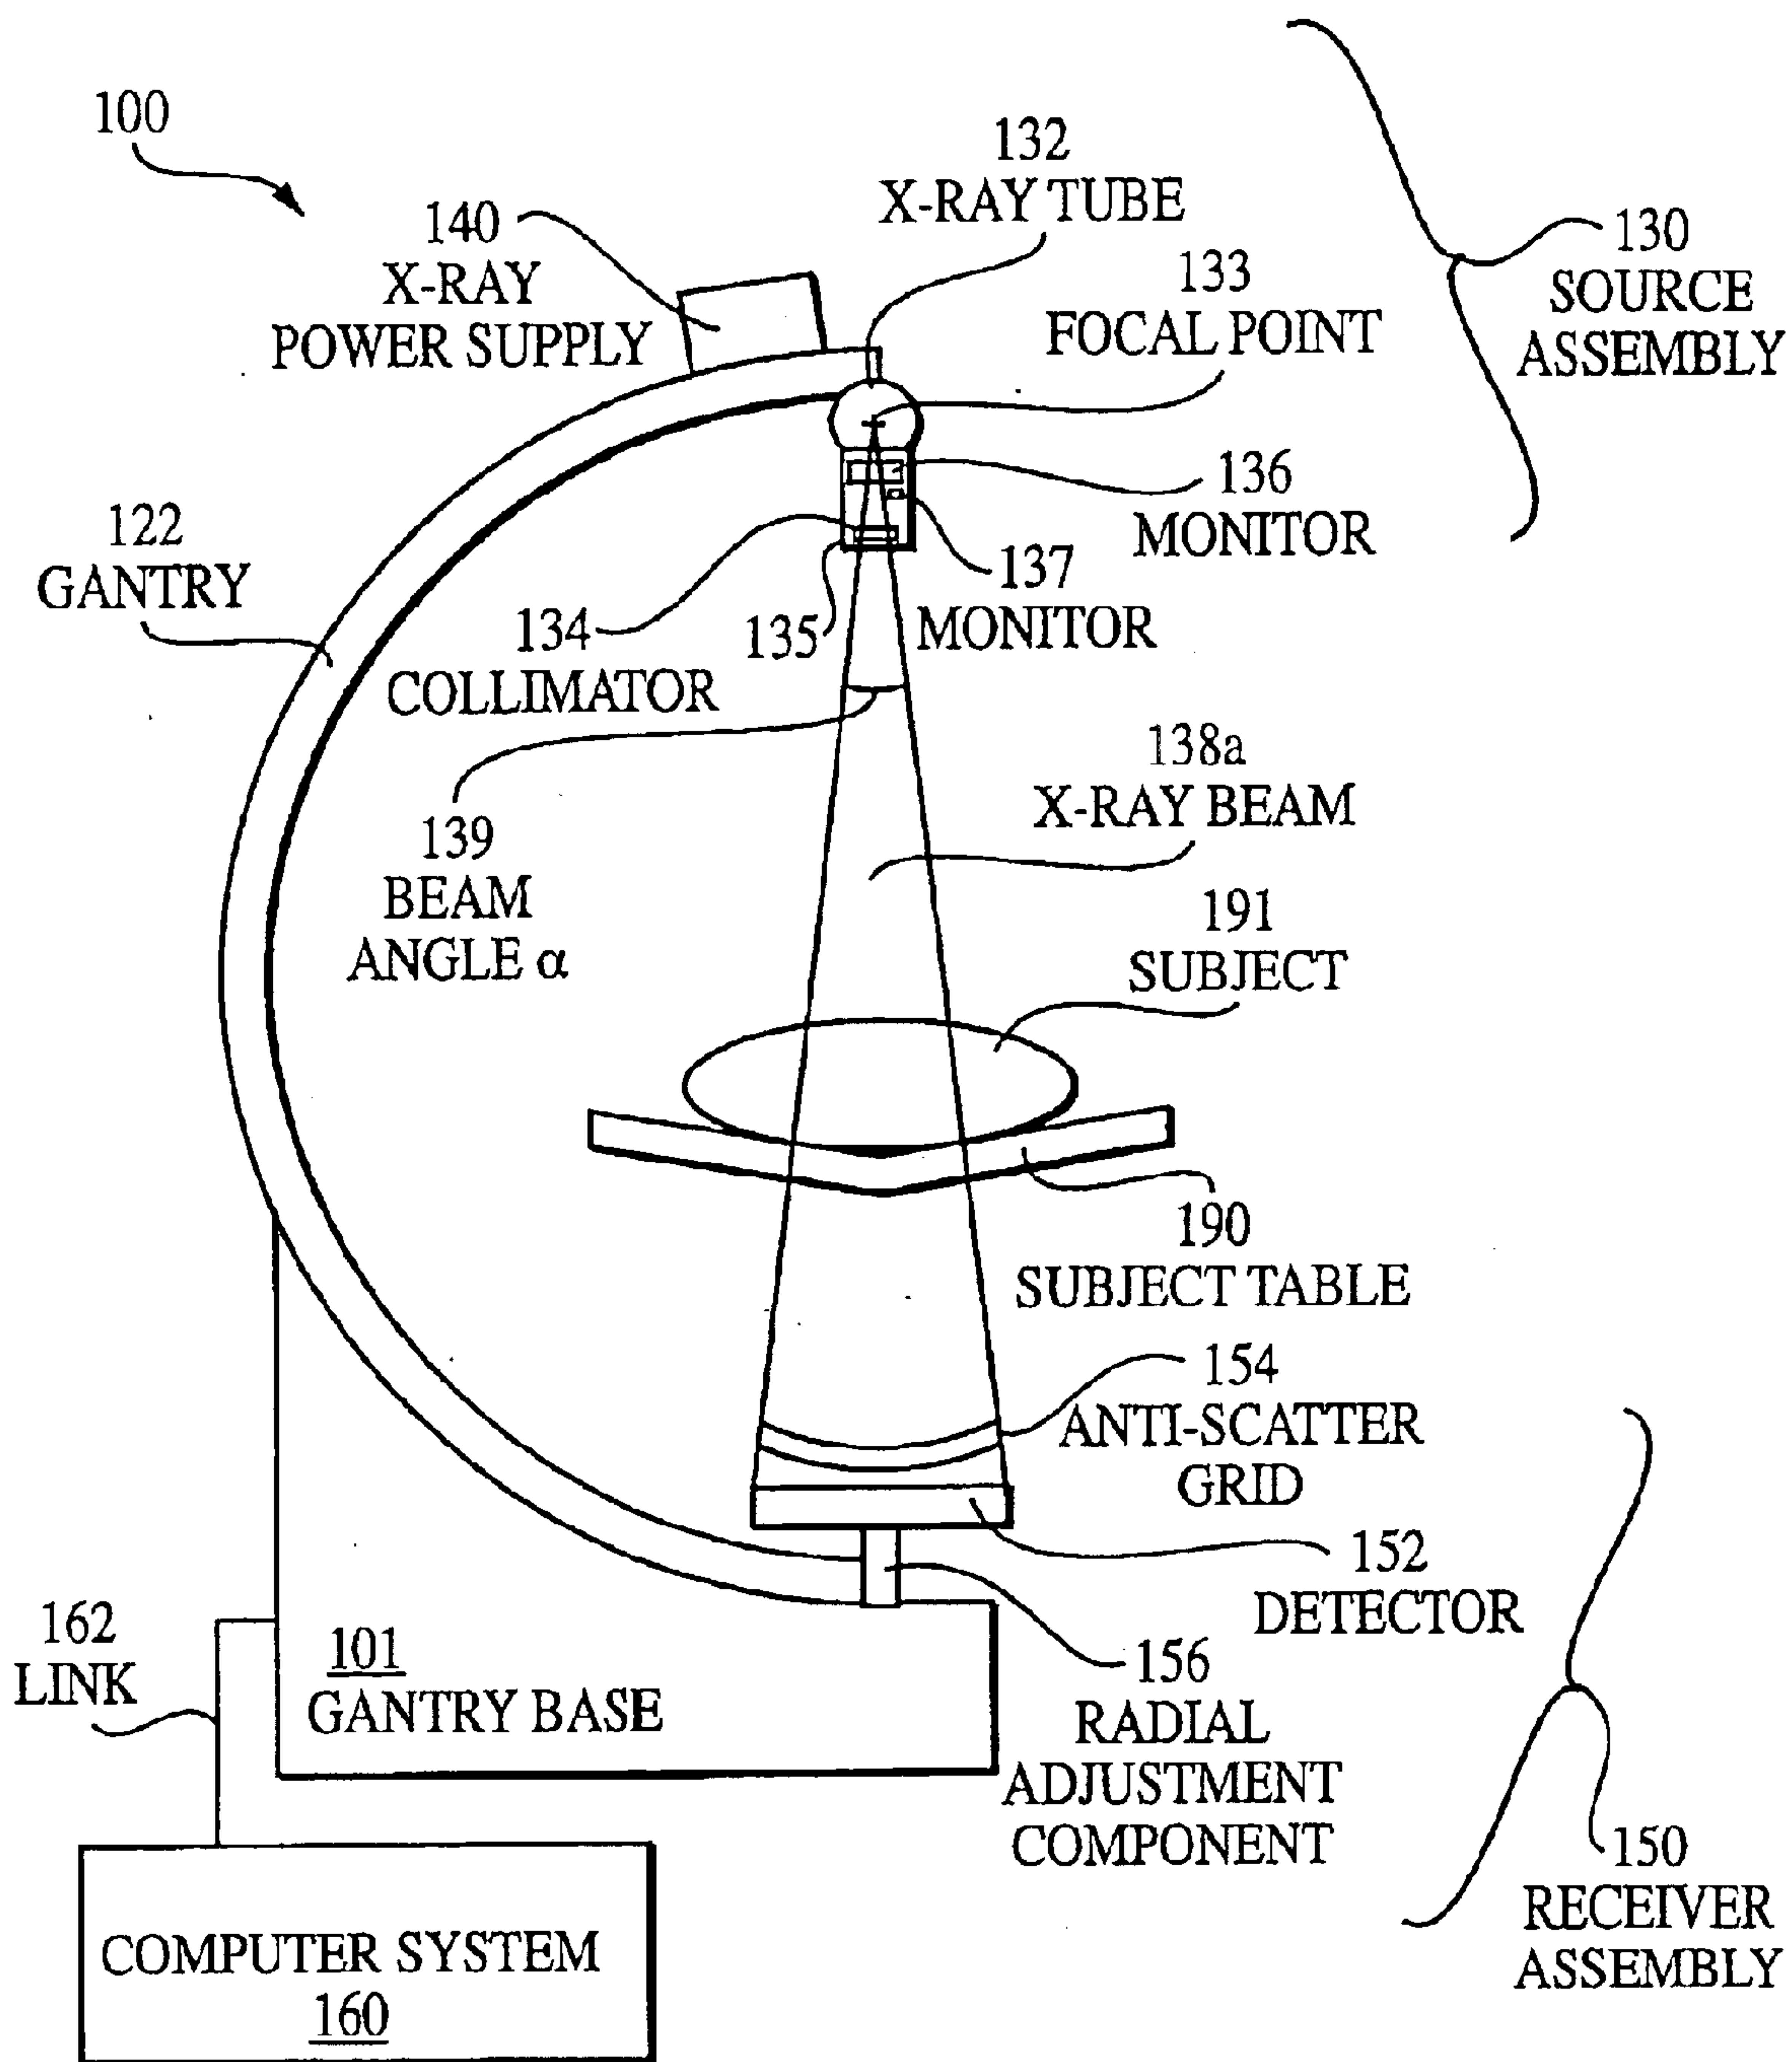 100
132
X-RAY TUBE
140
X-RAY
POWER SUPPLY
133
FOCAL POINT
130
SOURCE
ASSEMBLY
136
MONITOR
122
GANTRY
137
MONITOR
134
COLLIMATOR
135
138a
X-RAY BEAM
139
BEAM
ANGLE α
191
SUBJECT
190
SUBJECT TABLE
154
ANTI-SCATTER
GRID
152
DETECTOR
162
LINK
101
GANTRY BASE
156
RADIAL
ADJUSTMENT
COMPONENT
150
RECEIVER
ASSEMBLY
COMPUTER SYSTEM
160